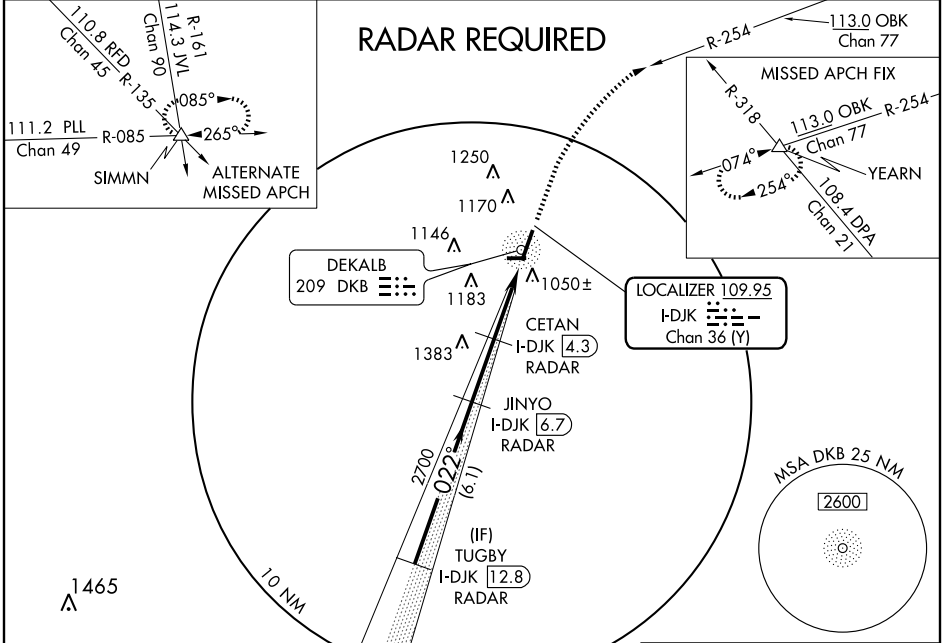 RADAR REQUIRED
110.8 RFD
Chan 45
R-135
R-161
114.3 JVL
Chan 90
085°
265°
111.2 PLL
Chan 49
R-085
SIMMN
ALTERNATE
MISSED APCH
R-254
113.0 OBK
Chan 77
MISSED APCH FIX
R-318
113.0 OBK
Chan 77
R-254
074°
254°
YEARN
108.4 DPA
Chan 21
1250
1170
1146
DEKALB
209 DKB
1183
1050±
LOCALIZER 109.95
I-DJK
Chan 36 (Y)
1383
CETAN
I-DJK 4.3
RADAR
JINYO
I-DJK 6.7
RADAR
2700
022°
(6.1)
(IF)
TUGBY
I-DJK 12.8
RADAR
10 NM
1465
MSA DKB 25 NM
2600